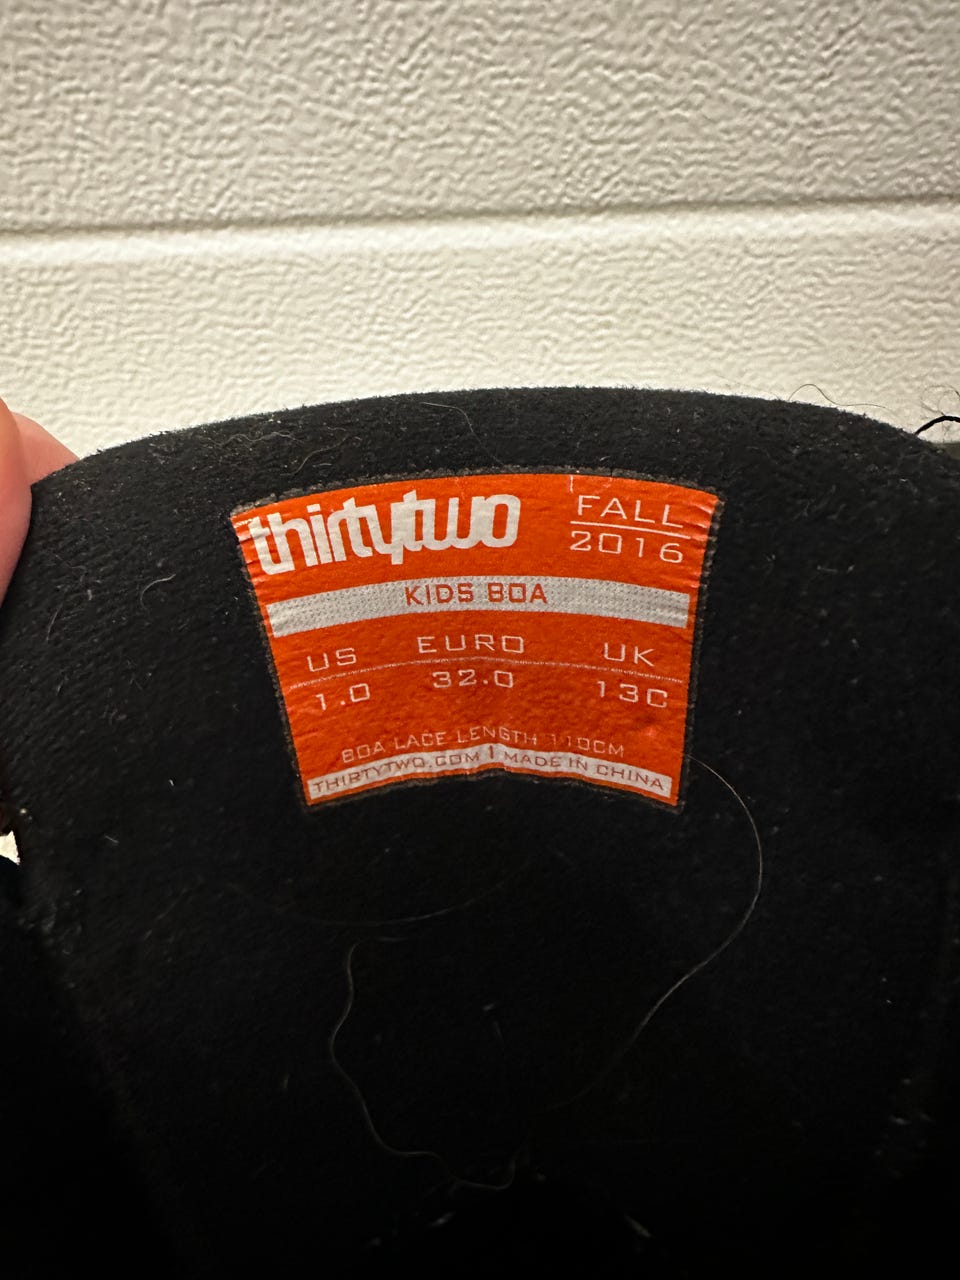 thirtytwo
FALL
2016
KIDS BOA
US EURO UK
1.0 32.0 13C
BOA LACE LENGTH 110CM
THIRTYTWO.COM | MADE IN CHINA